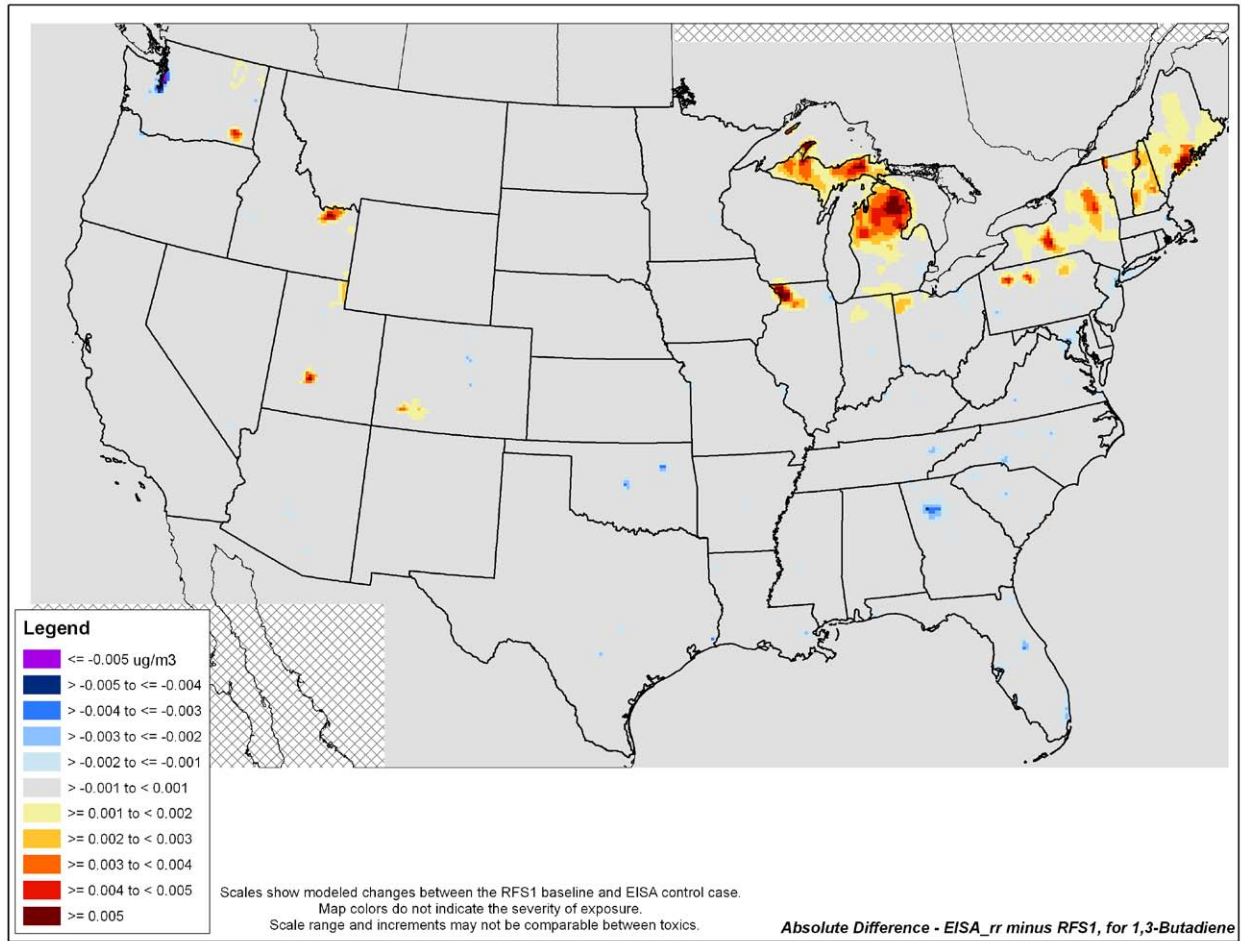 Legend
<= -0.005 ug/m3
> -0.005 to <= -0.004
> -0.004 to <= -0.003
> -0.003 to <= -0.002
> -0.002 to <= -0.001
> -0.001 to < 0.001
>= 0.001 to < 0.002
>= 0.002 to < 0.003
>= 0.003 to < 0.004
>= 0.004 to < 0.005
>= 0.005
Scales show modeled changes between the RFS1 baseline and EISA control case.
Map colors do not indicate the severity of exposure.
Scale range and increments may not be comparable between toxics.
Absolute Difference - EISA_rr minus RFS1, for 1,3-Butadiene